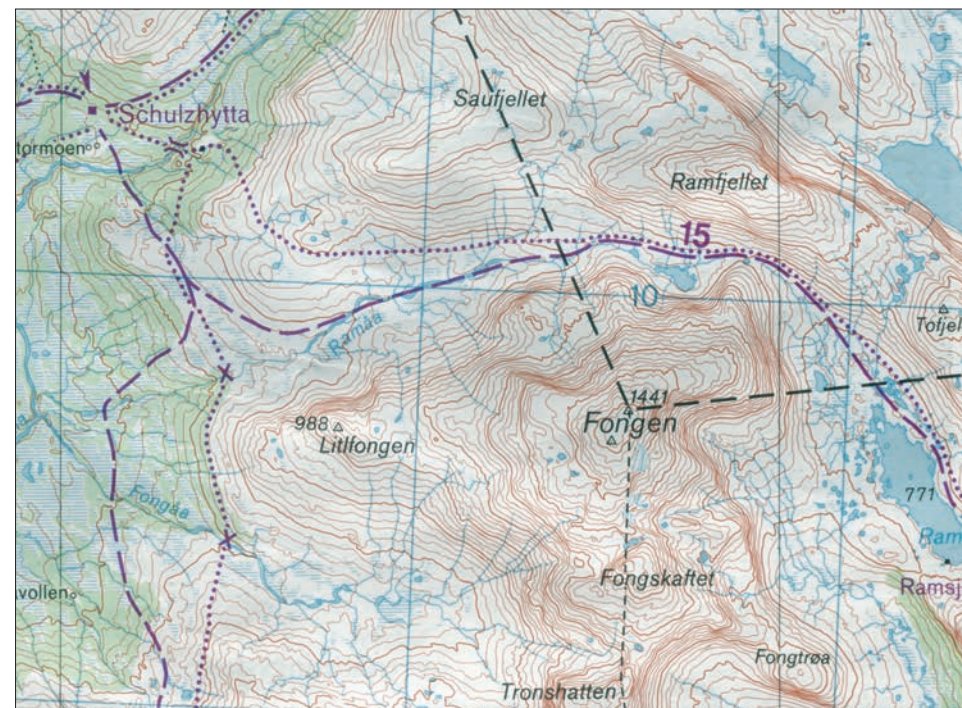 Saufjellet
Schulzhytta
tormoen
Ramfjellet
15
10
Ramåa
Tofjel
1441
Fongen
988
Litlfongen
771
Fongåa
Ram
Fongskaftet
Ramsj
vollen
Fongtrøa
Tronshatten